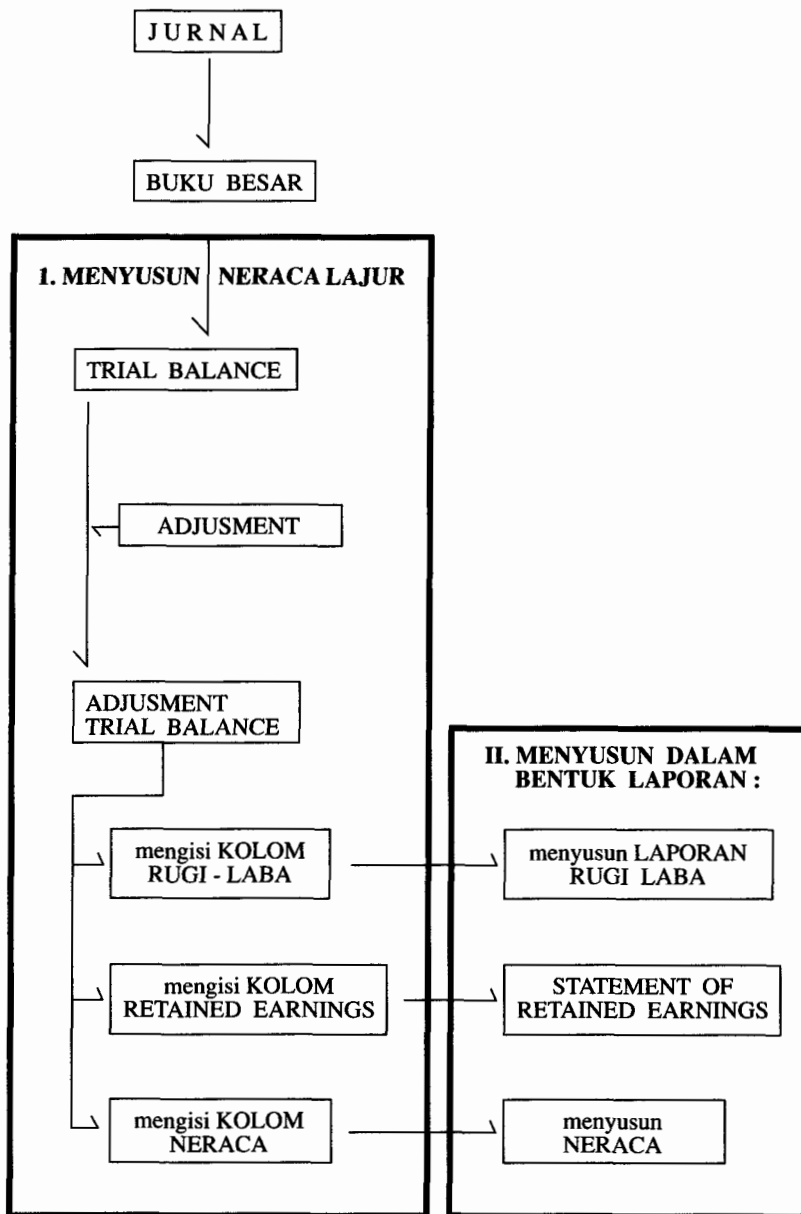 JURNAL
BUKU BESAR
1. MENYUSUN NERACA LAJUR
TRIAL BALANCE
ADJUSMENT
ADJUSMENT
TRIAL BALANCE
mengisi KOLOM
RUGI - LABA
mengisi KOLOM
RETAINED EARNINGS
mengisi KOLOM
NERACA
II. MENYUSUN DALAM
BENTUK LAPORAN :
menyusun LAPORAN
RUGI LABA
STATEMENT OF
RETAINED EARNINGS
menyusun
NERACA